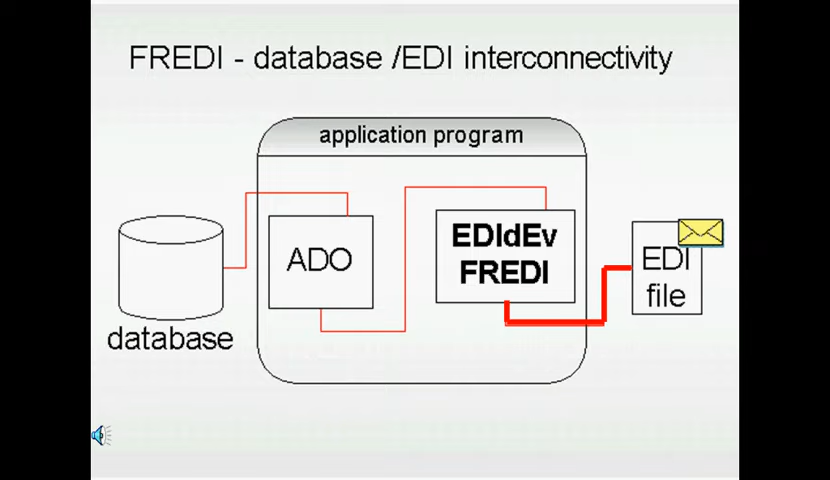 FREDI - database /EDI interconnectivity
application program
ADO
EDIdEv
FREDI
EDI
file
database